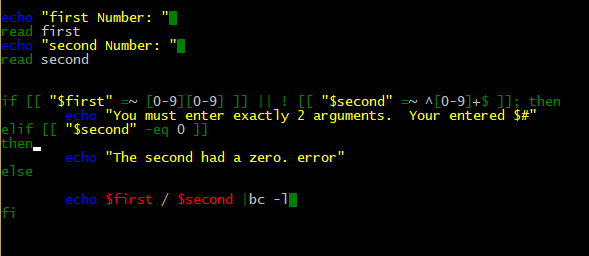 echo "first Number: "
read first
echo "second Number: "
read second
if [[ "$first" =~ [0-9][0-9] ]] || ! [[ "$second" =~ ^[0-9]+$ ]]; then
echo "You must enter exactly 2 arguments.  Your entered $#"
elif [[ "$second" -eq 0 ]]
then
echo "The second had a zero. error"
else
echo $first / $second |bc -l
fi